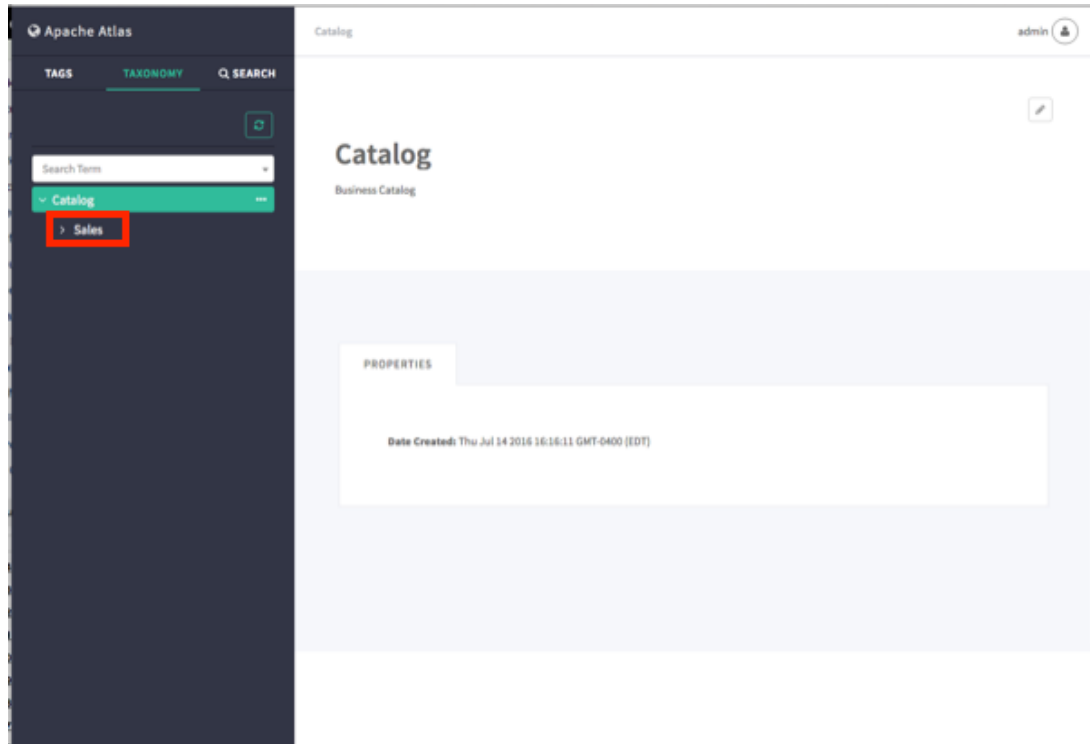 Apache Atlas
Catalog
admin
TAGS
TAXONOMY
SEARCH
Search Term
Catalog
Sales
Catalog
Business Catalog
PROPERTIES
Date Created: Thu Jul 14 2016 16:16:11 GMT-0400 (EDT)